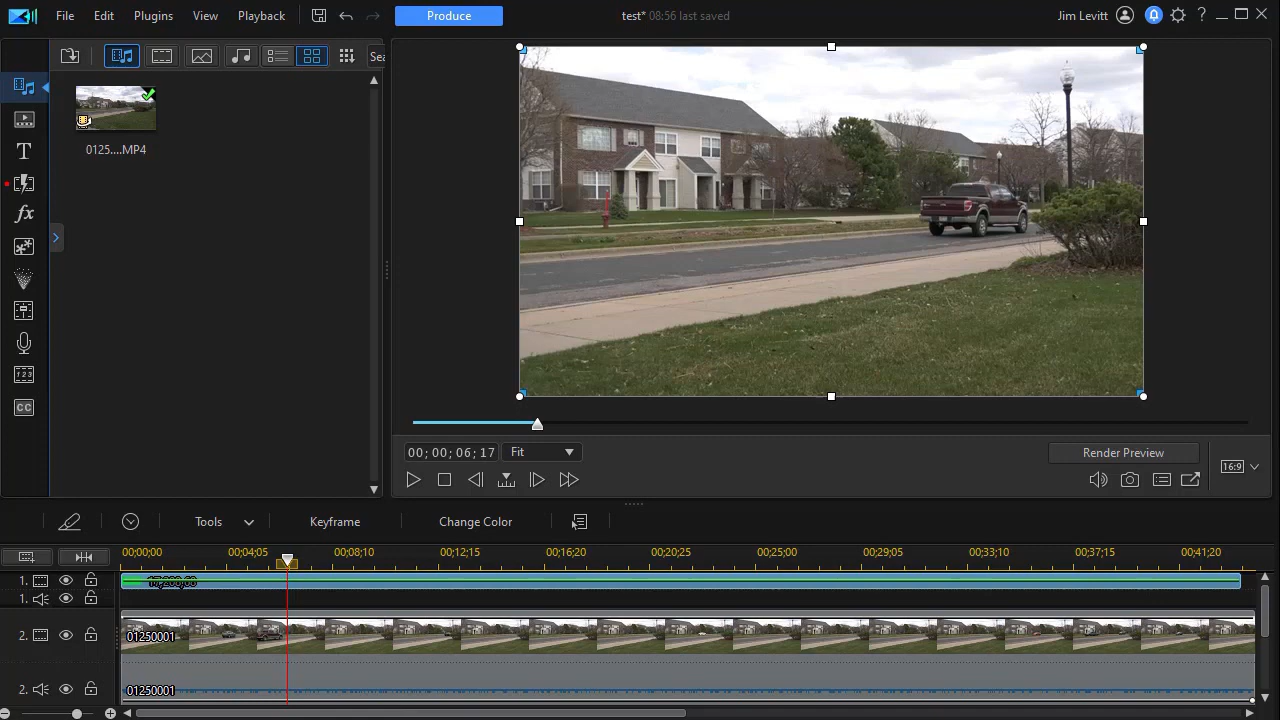 File Edit Plugins View Playback Produce test* 08:56 last saved Jim Levitt ?
Sea
0125....MP4
T
fx
123
CC
00; 00; 06; 17 Fit Render Preview
16:9
Tools Keyframe Change Color
00;00;00 00;04;05 00;08;10 00;12;15 00;16;20 00;20;25 00;25;00 00;29;05 00;33;10 00;37;15 00;41;20
1.
1.
2. 01250001
2. 01250001